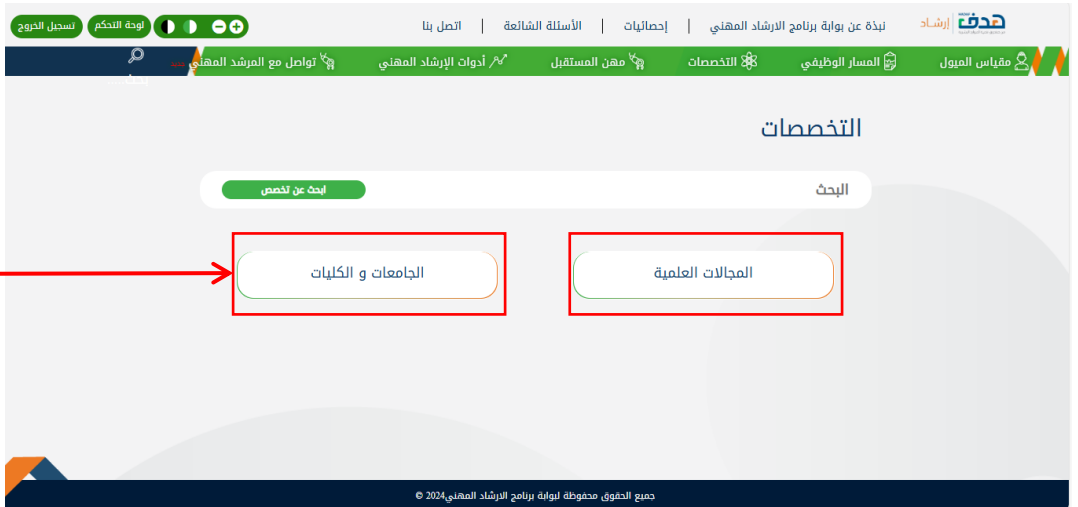 هدف إرشـاد
نبذة عن بوابة برنامج الارشاد المهني | إحصائيات | الأسئلة الشائعة | اتصل بنا
لوحة التحكم
تسجيل الخروج
مقياس الميول
المسار الوظيفي
التخصصات
مهن المستقبل
أدوات الإرشاد المهني
تواصل مع المرشد المهني
التخصصات
البحث
ابحث عن تخصص
المجالات العلمية
الجامعات و الكليات
جميع الحقوق محفوظة لبوابة برنامج الارشاد المهني2024 ©